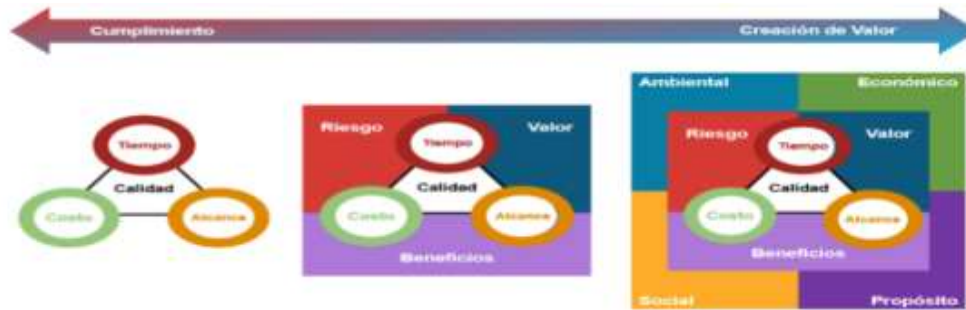 Cumplimiento Creación de Valor
Tiempo
Calidad
Costo Alcance
Riesgo Valor
Tiempo
Calidad
Costo Alcance
Beneficios
Ambiental Económico
Riesgo Valor
Tiempo
Calidad
Costo Alcance
Beneficios
Social Propósito